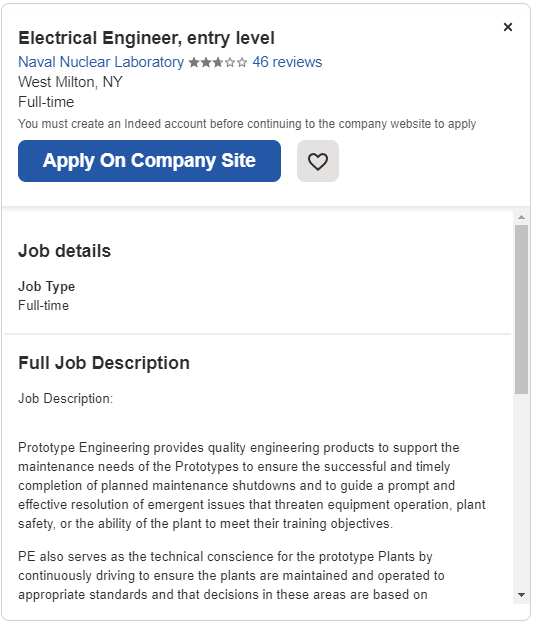 Electrical Engineer, entry level
Naval Nuclear Laboratory ★★★☆☆ 46 reviews
West Milton, NY
Full-time
You must create an Indeed account before continuing to the company website to apply
Apply On Company Site
Job details
Job Type
Full-time
Full Job Description
Job Description:
Prototype Engineering provides quality engineering products to support the
maintenance needs of the Prototypes to ensure the successful and timely
completion of planned maintenance shutdowns and to guide a prompt and
effective resolution of emergent issues that threaten equipment operation, plant
safety, or the ability of the plant to meet their training objectives.
PE also serves as the technical conscience for the prototype Plants by
continuously driving to ensure the plants are maintained and operated to
appropriate standards and that decisions in these areas are based on